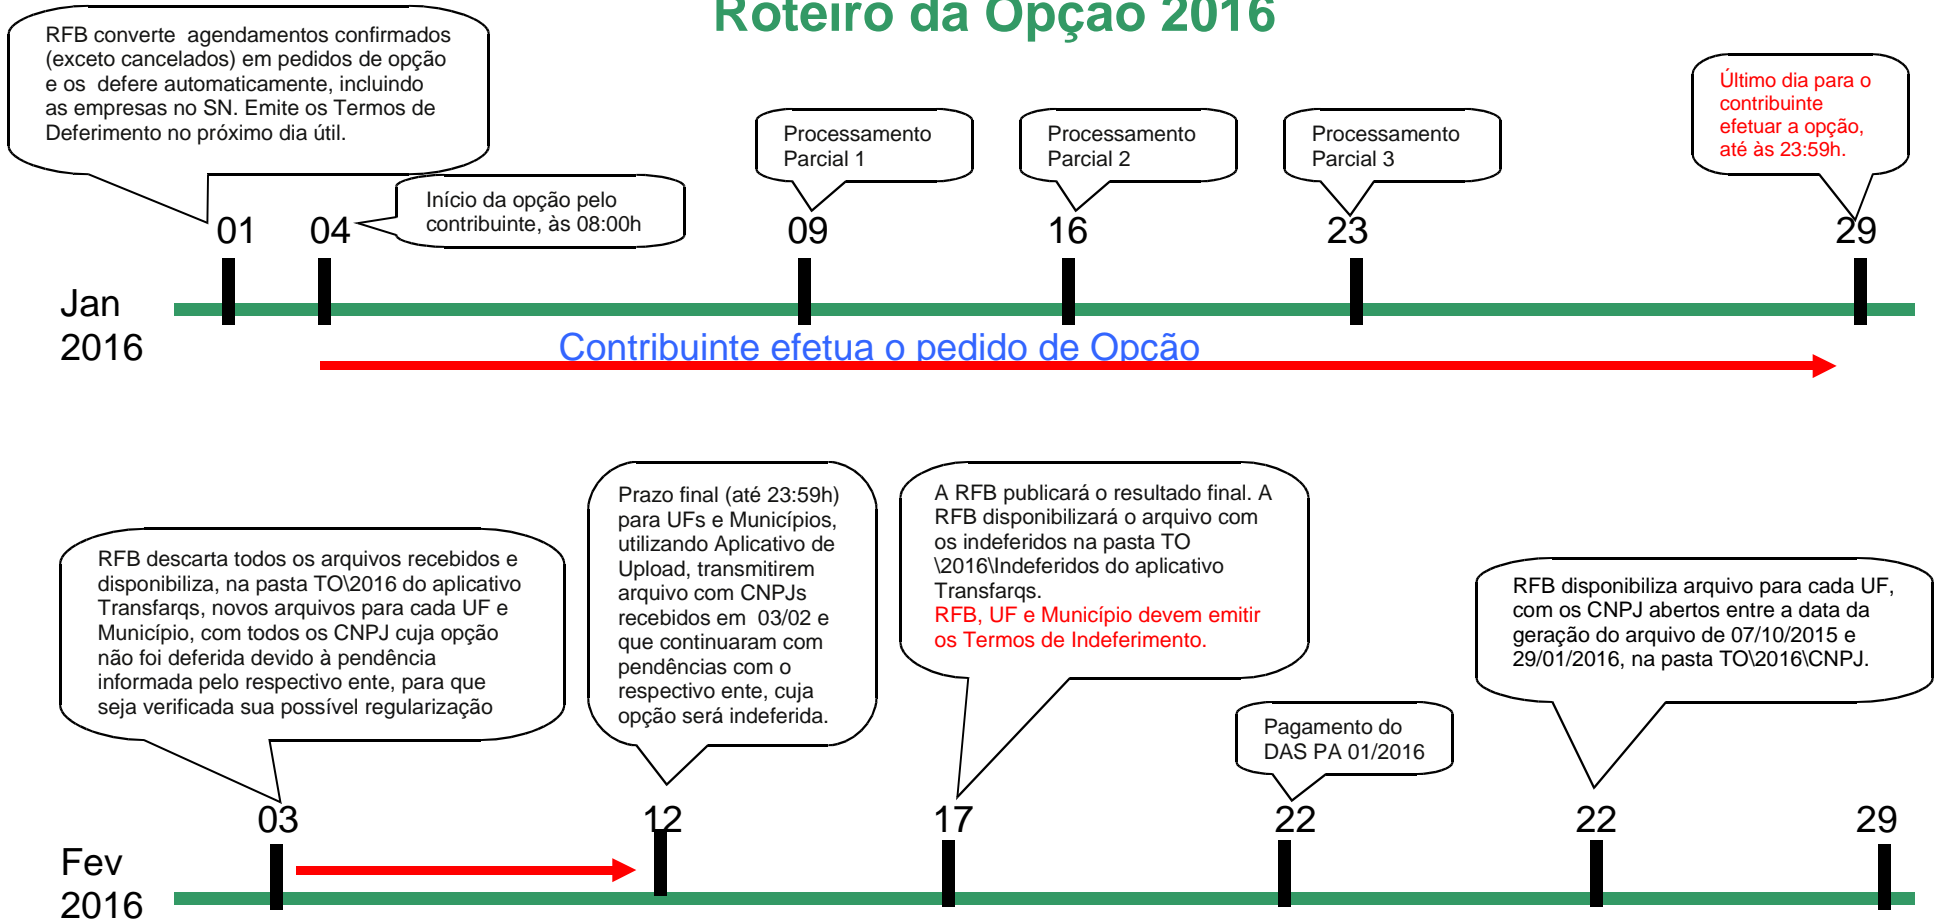 Roteiro da Opção 2016
RFB converte agendamentos confirmados
(exceto cancelados) em pedidos de opção
e os defere automaticamente, incluindo
as empresas no SN. Emite os Termos de
Deferimento no próximo dia útil.
Início da opção pelo
contribuinte, às 08:00h
Processamento
Parcial 1
Processamento
Parcial 2
Processamento
Parcial 3
Último dia para o
contribuinte
efetuar a opção,
até às 23:59h.
01
04
09
16
23
29
Jan
2016
Contribuinte efetua o pedido de Opção
RFB descarta todos os arquivos recebidos e
disponibiliza, na pasta TO\2016 do aplicativo
Transfarqs, novos arquivos para cada UF e
Município, com todos os CNPJ cuja opção
não foi deferida devido à pendência
informada pelo respectivo ente, para que
seja verificada sua possível regularização
Prazo final (até 23:59h)
para UFs e Municípios,
utilizando Aplicativo de
Upload, transmitirem
arquivo com CNPJs
recebidos em 03/02 e
que continuaram com
pendências com o
respectivo ente, cuja
opção será indeferida.
A RFB publicará o resultado final. A
RFB disponibilizará o arquivo com
os indeferidos na pasta TO
\2016\Indeferidos do aplicativo
Transfarqs.
RFB, UF e Município devem emitir
os Termos de Indeferimento.
Pagamento do
DAS PA 01/2016
RFB disponibiliza arquivo para cada UF,
com os CNPJ abertos entre a data da
geração do arquivo de 07/10/2015 e
29/01/2016, na pasta TO\2016\CNPJ.
03
12
17
22
22
29
Fev
2016